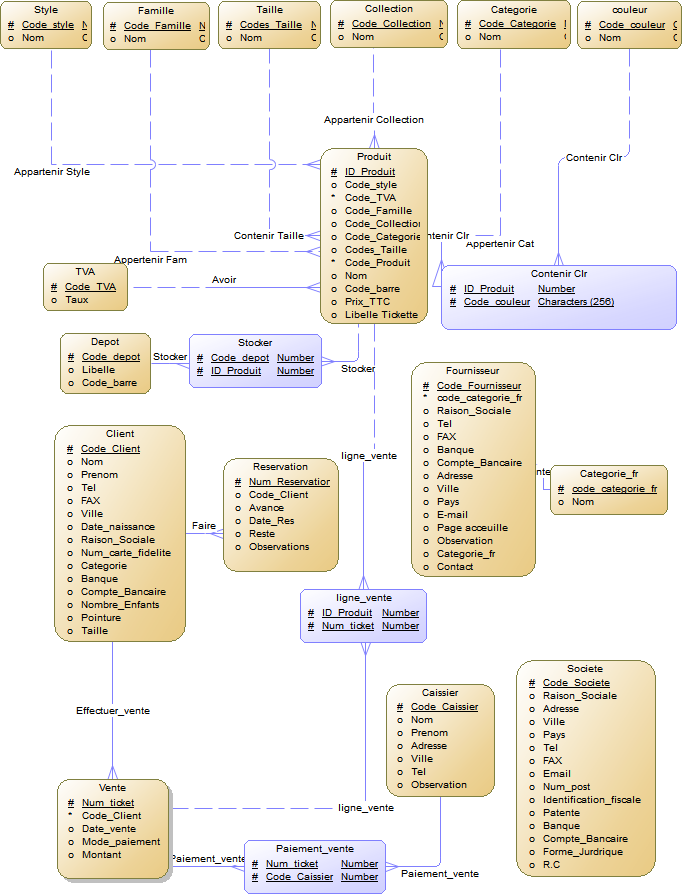 Style
# Code_style N
o Nom C
Famille
# Code_Famille N
o Nom C
Taille
# Codes_Taille N
o Nom C
Collection
# Code_Collection N
o Nom C
Categorie
# Code_Categorie
o Nom
couleur
# Code_couleur C
o Nom C
Appartenir Collection
Appartenir Style
Contenir Clr
Produit
# ID_Produit
o Code_style
* Code_TVA
o Code_Famille
o Code_Collection
o Code_Categorie
o Codes_Taille
* Code_Produit
o Nom
o Code_barre
o Prix_TTC
o Libelle Tickette
Contenir Taille
ntenir Clr
Appertenir Cat
Appertenir Fam
TVA
# Code_TVA
o Taux
Avoir
Contenir Clr
# ID_Produit Number
# Code_couleur Characters (256)
Depot
# Code_depot
o Libelle
o Code_barre
Stocker
Stocker
# Code_depot Number
# ID_Produit Number
Stocker
Fournisseur
# Code_Fournisseur
* code_categorie_fr
o Raison_Sociale
o Tel
o FAX
o Banque
o Compte_Bancaire
o Adresse
o Ville
o Pays
o E-mail
o Page acceuille
o Observation
o Categorie_fr
o Contact
nte
Categorie_fr
# code_categorie_fr
o Nom
Client
# Code_Client
o Nom
o Prenom
o Tel
o FAX
o Ville
o Date_naissance
o Raison_Sociale
o Num_carte_fidelite
o Categorie
o Banque
o Compte_Bancaire
o Nombre_Enfants
o Pointure
o Taille
Faire
Reservation
# Num_Reservation
o Code_Client
o Avance
o Date_Res
o Reste
o Observations
ligne_vente
ligne_vente
# ID_Produit Number
# Num_ticket Number
Effectuer_vente
Caissier
# Code_Caissier
o Nom
o Prenom
o Adresse
o Ville
o Tel
o Observation
Societe
# Code_Societe
o Raison_Sociale
o Adresse
o Ville
o Pays
o Tel
o FAX
o Email
o Num_post
o Identification_fiscale
o Patente
o Banque
o Compte_Bancaire
o Forme_Jurdrique
o R.C
Vente
# Num_ticket
* Code_Client
o Date_vente
o Mode_paiement
o Montant
ligne_vente
Paiement_vente
Paiement_vente
# Num_ticket Number
# Code_Caissier Number
Paiement_vente